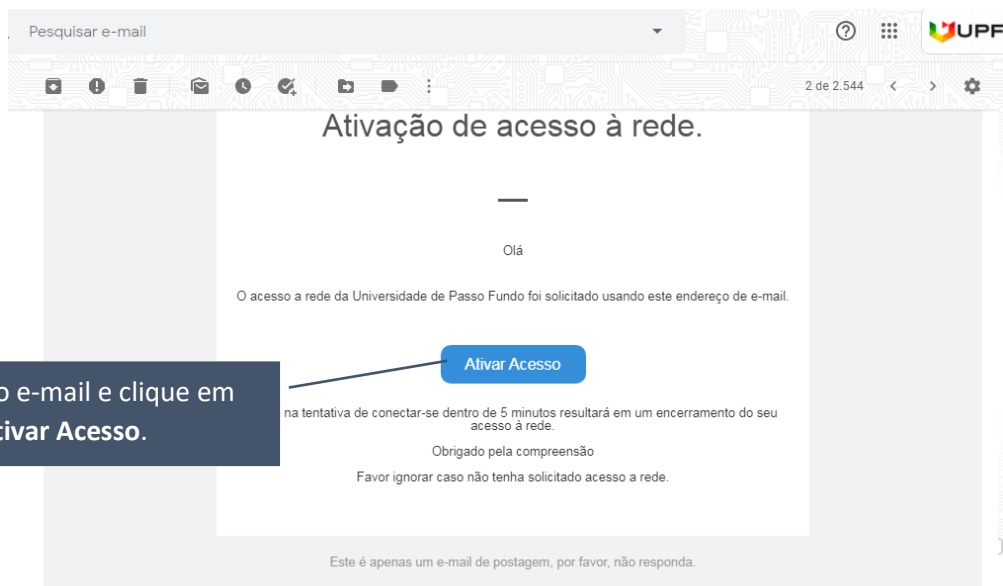 Pesquisar e-mail
UPF
2 de 2.544
Ativação de acesso à rede.
Olá
O acesso a rede da Universidade de Passo Fundo foi solicitado usando este endereço de e-mail.
Ativar Acesso
e-mail e clique em
Acesso.
na tentativa de conectar-se dentro de 5 minutos resultará em um encerramento do seu
acesso à rede.
Obrigado pela compreensão
Favor ignorar caso não tenha solicitado acesso a rede.
Este é apenas um e-mail de postagem, por favor, não responda.